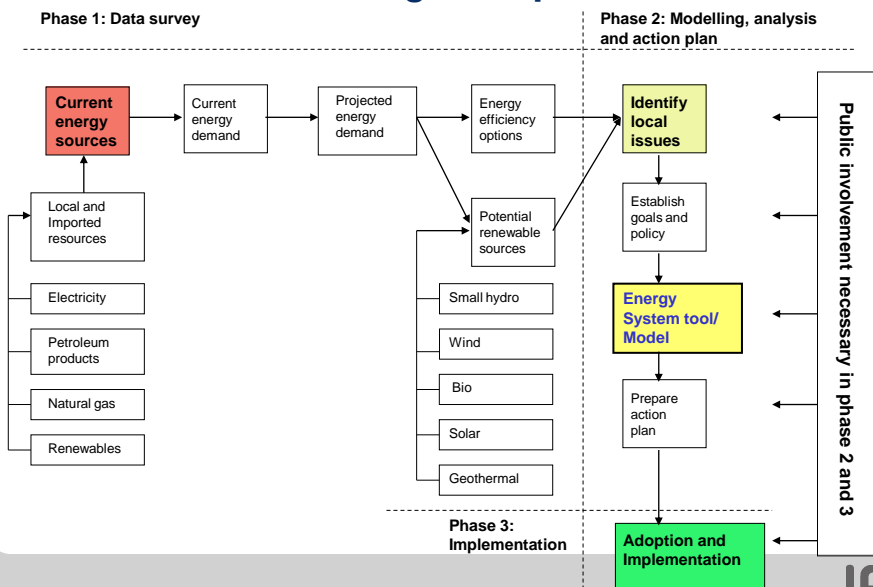 Phase 1: Data survey
Phase 2: Modelling, analysis
and action plan
Current
energy
sources
Current
energy
demand
Projected
energy
demand
Energy
efficiency
options
Identify
local
issues
Local and
Imported
resources
Potential
renewable
sources
Establish
goals and
policy
Electricity
Petroleum
products
Natural gas
Renewables
Small hydro
Wind
Bio
Solar
Geothermal
Energy
System tool/
Model
Prepare
action
plan
Public involvement necessary in phase 2 and 3
Phase 3:
Implementation
Adoption and
Implementation